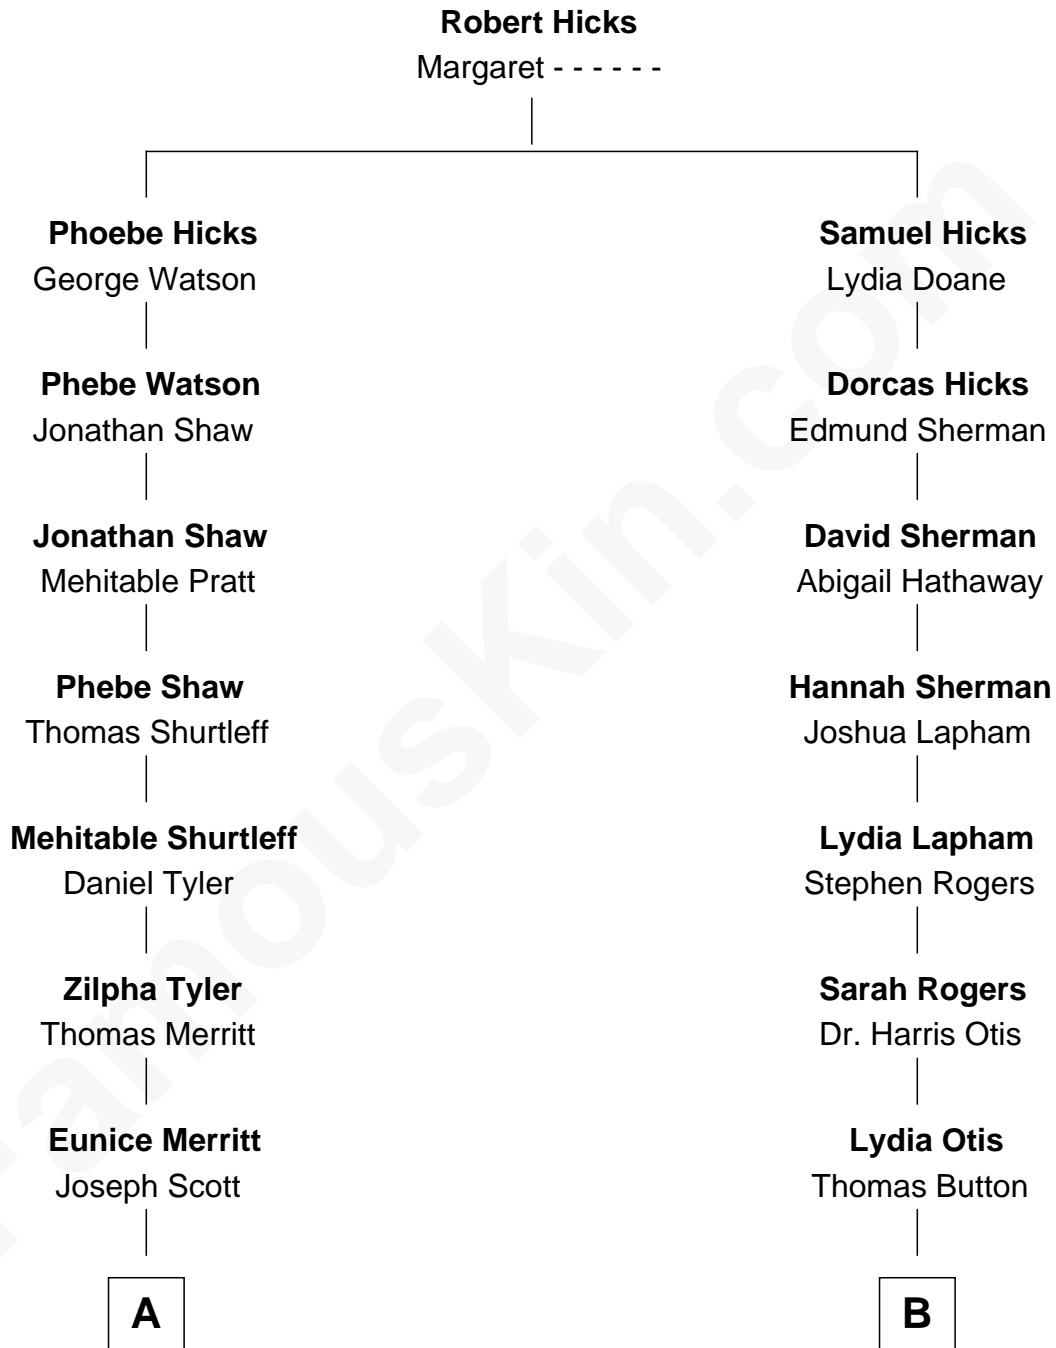 Robert Hicks
Margaret - - - - - -
Phoebe Hicks
George Watson
Samuel Hicks
Lydia Doane
Phebe Watson
Jonathan Shaw
Dorcas Hicks
Edmund Sherman
Jonathan Shaw
Mehitable Pratt
David Sherman
Abigail Hathaway
Phebe Shaw
Thomas Shurtleff
Hannah Sherman
Joshua Lapham
Mehitable Shurtleff
Daniel Tyler
Lydia Lapham
Stephen Rogers
Zilpha Tyler
Thomas Merritt
Sarah Rogers
Dr. Harris Otis
Eunice Merritt
Joseph Scott
Lydia Otis
Thomas Button
A
B
FamousKin.com